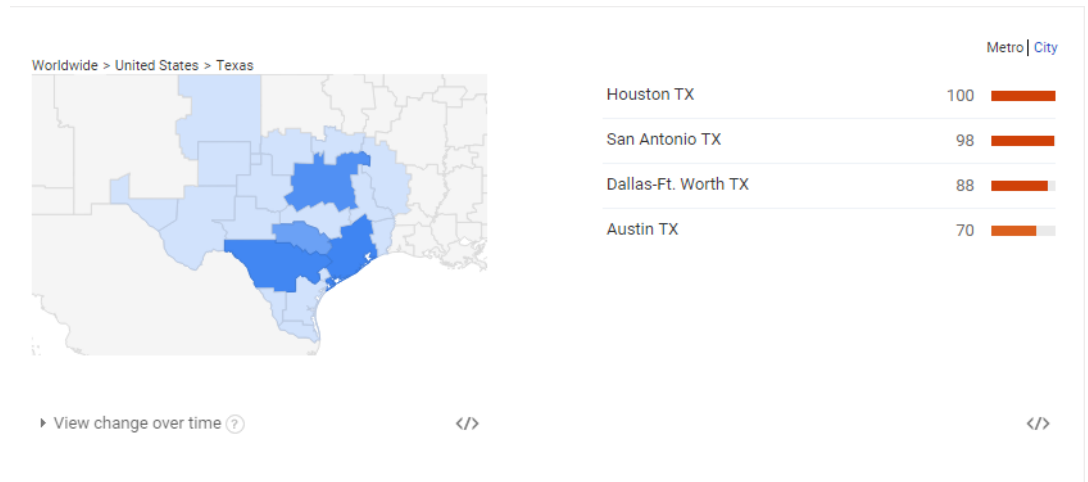 Metro | City
Worldwide > United States > Texas
Houston TX 100
San Antonio TX 98
Dallas-Ft. Worth TX 88
Austin TX 70
View change over time ?
</>
</>